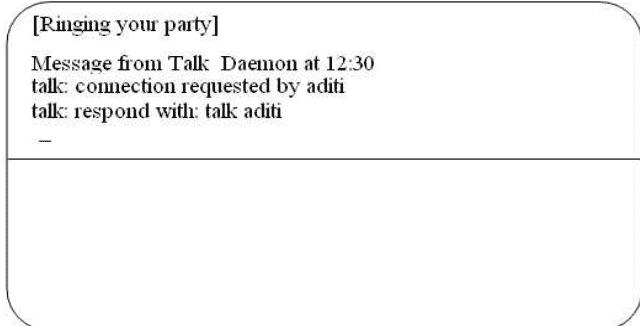 [Ringing your party]
Message from Talk Daemon at 12:30
talk: connection requested by aditi
talk: respond with: talk aditi
_